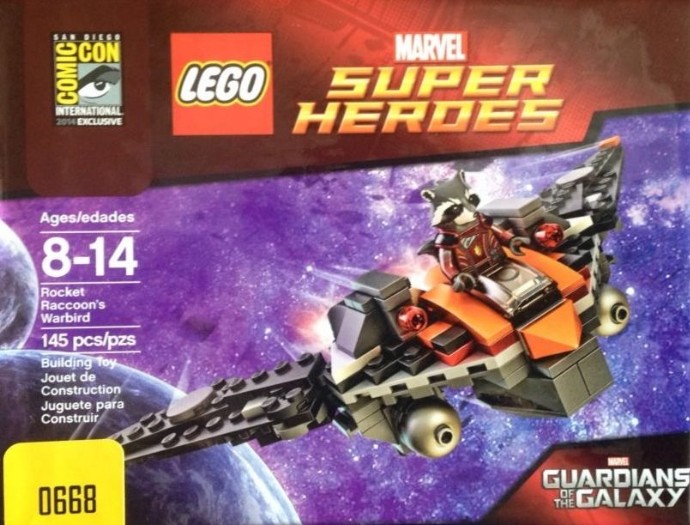 SAN DIEGO
COMIC CON
INTERNATIONAL
2014 EXCLUSIVE
LEGO
MARVEL
SUPER
HEROES
Ages/edades
8-14
Rocket
Raccoon's
Warbird
145 pcs/pzs
Building Toy
Jouet de
Construction
Juguete para
Construir
0668
MARVEL
GUARDIANS
OF THE GALAXY